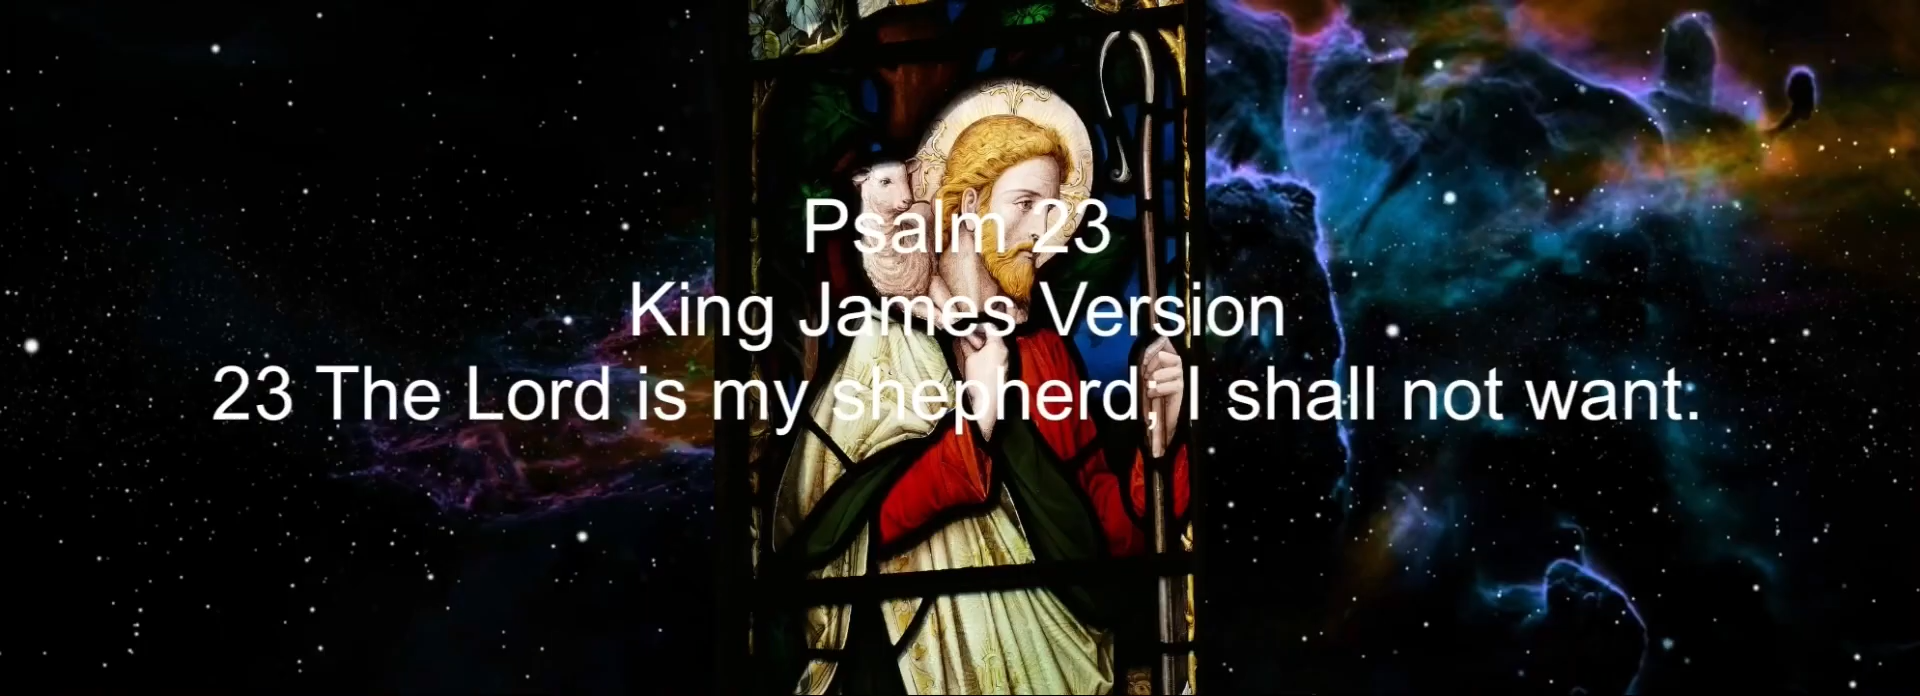 Psalm 23
King James Version
23 The Lord is my shepherd; I shall not want.